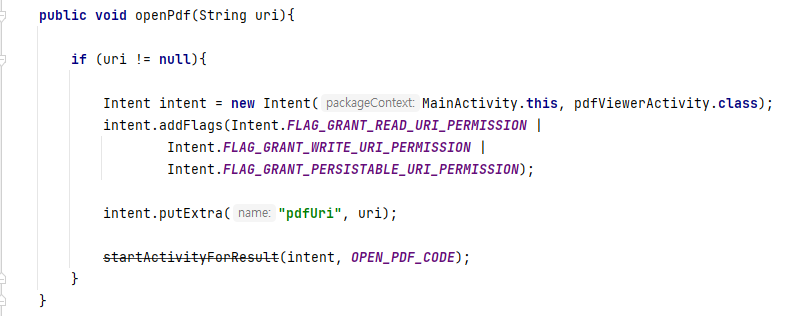 public void openPdf(String uri){
if (uri != null){
Intent intent = new Intent( packageContext: MainActivity.this, pdfViewerActivity.class);
intent.addFlags(Intent.FLAG_GRANT_READ_URI_PERMISSION |
Intent.FLAG_GRANT_WRITE_URI_PERMISSION |
Intent.FLAG_GRANT_PERSISTABLE_URI_PERMISSION);
intent.putExtra( name: "pdfUri", uri);
startActivityForResult(intent, OPEN_PDF_CODE);
}
}